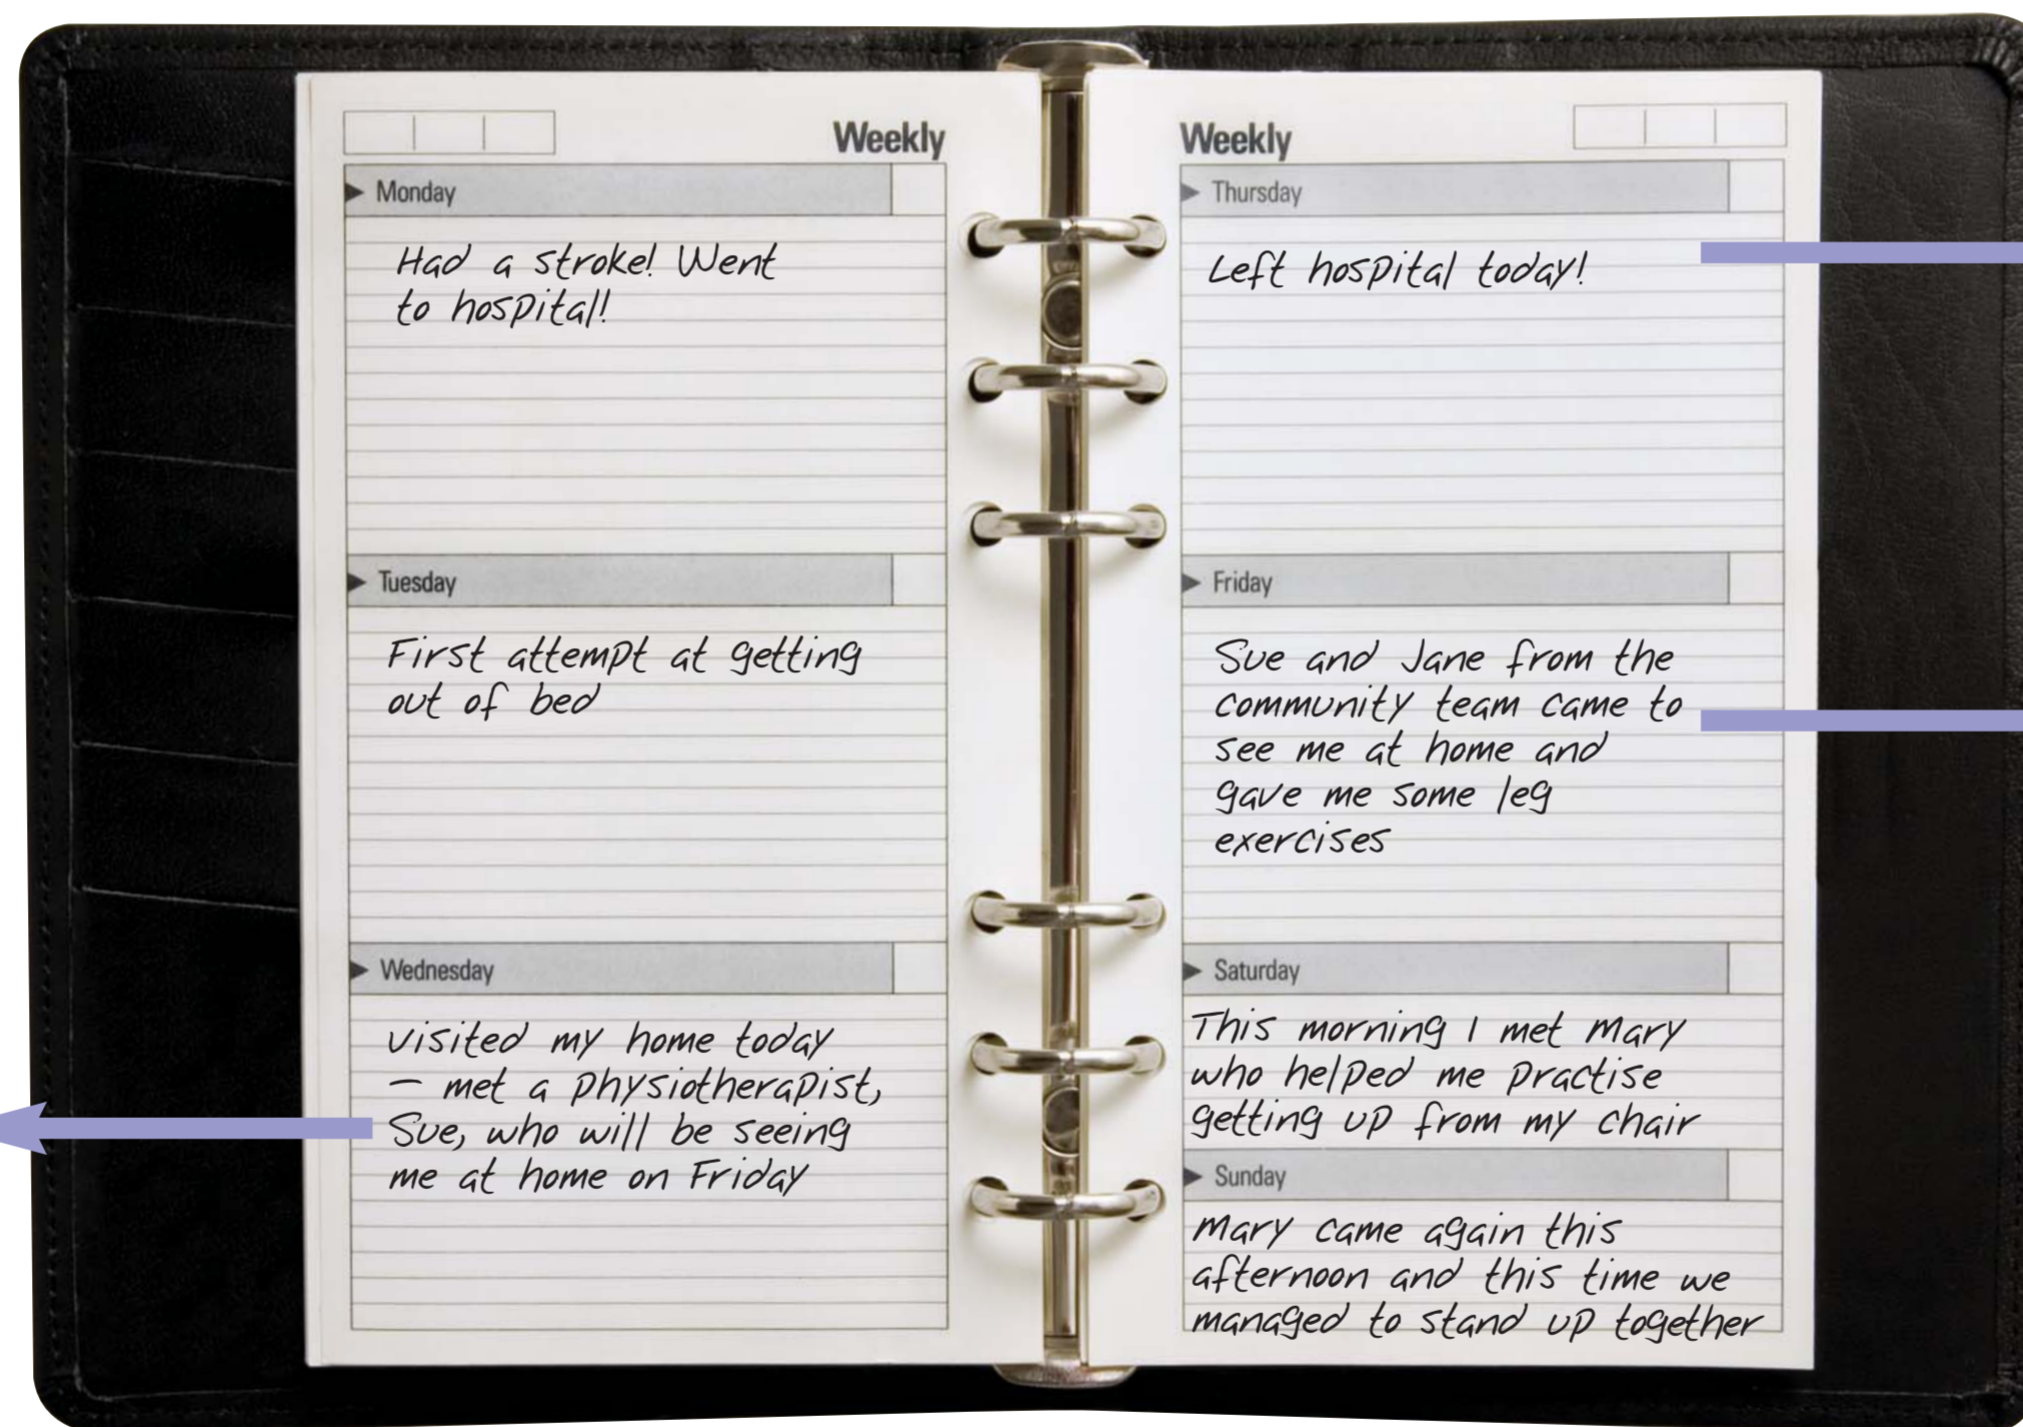 Weekly
Monday
Had a stroke! Went
to hospital!
Tuesday
First attempt at getting
out of bed
Wednesday
visited my home today
– met a physiotherapist,
Sue, who will be seeing
me at home on Friday
Weekly
Thursday
Left hospital today!
Friday
Sue and Jane from the
community team came to
see me at home and
gave me some leg
exercises
Saturday
This morning I met Mary
who helped me practise
getting up from my chair
Sunday
Mary came again this
afternoon and this time we
managed to stand up together